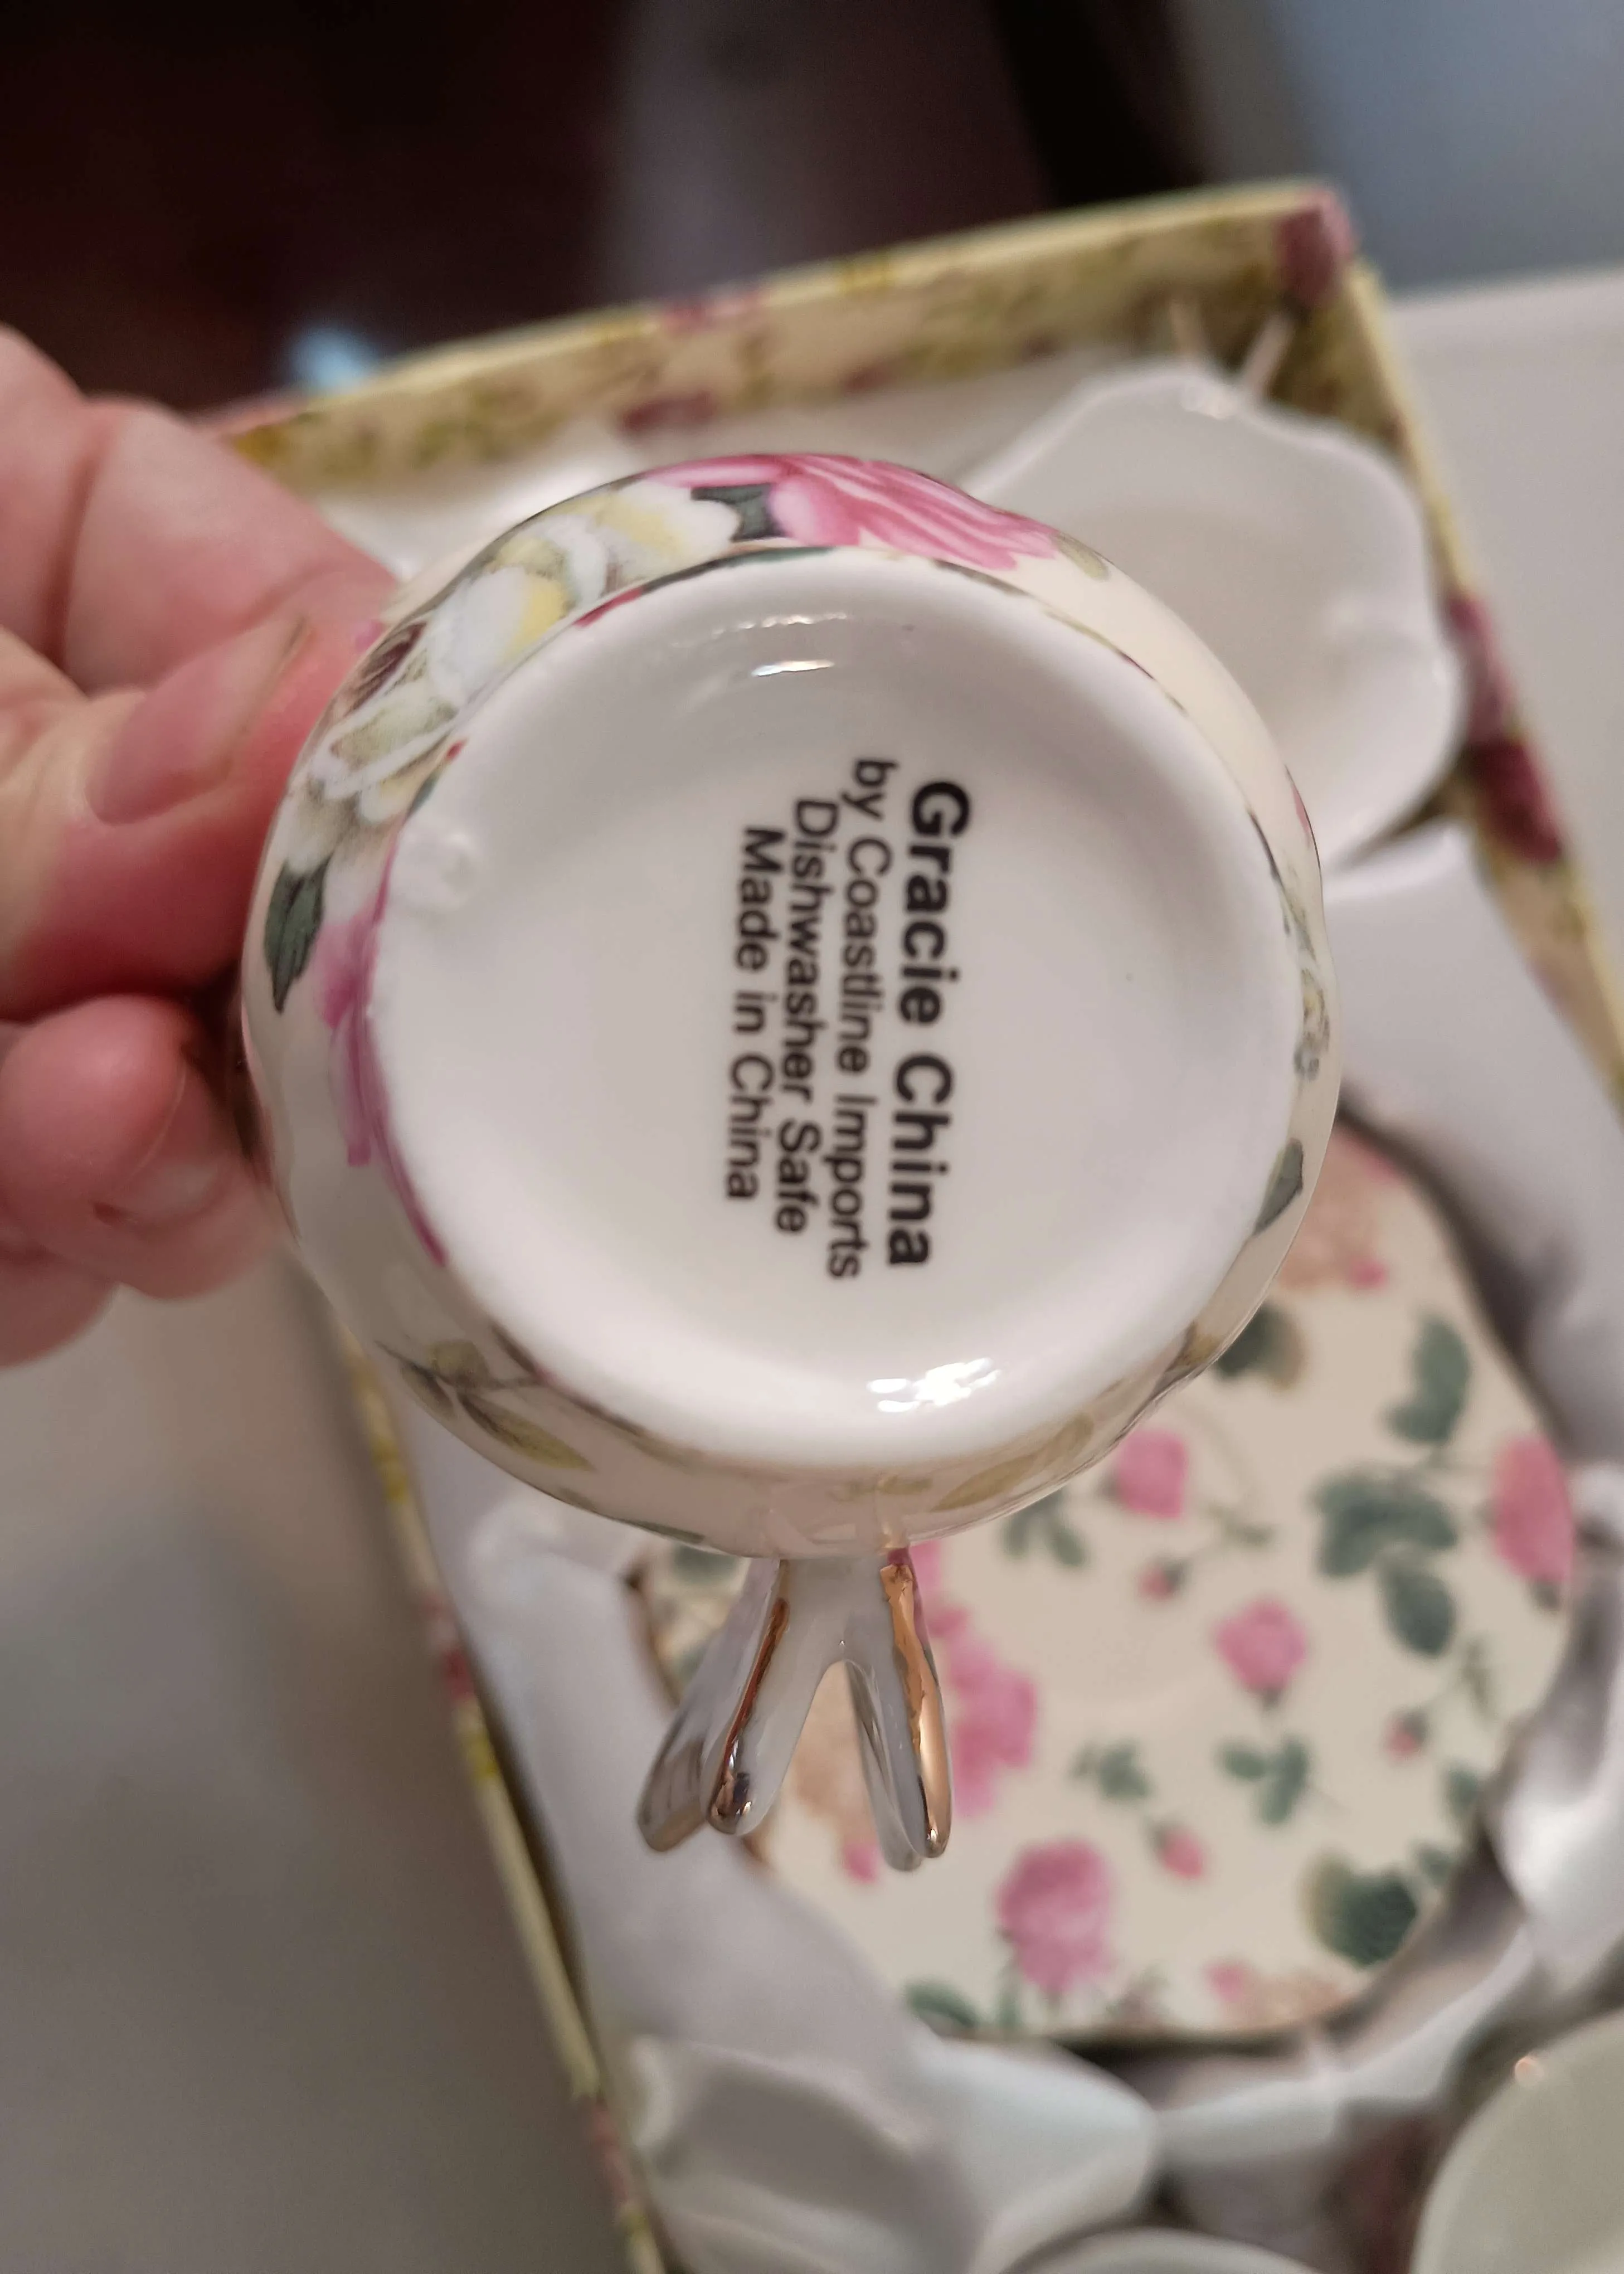 Gracie China
by Coastline Imports
Dishwasher Safe
Made in China